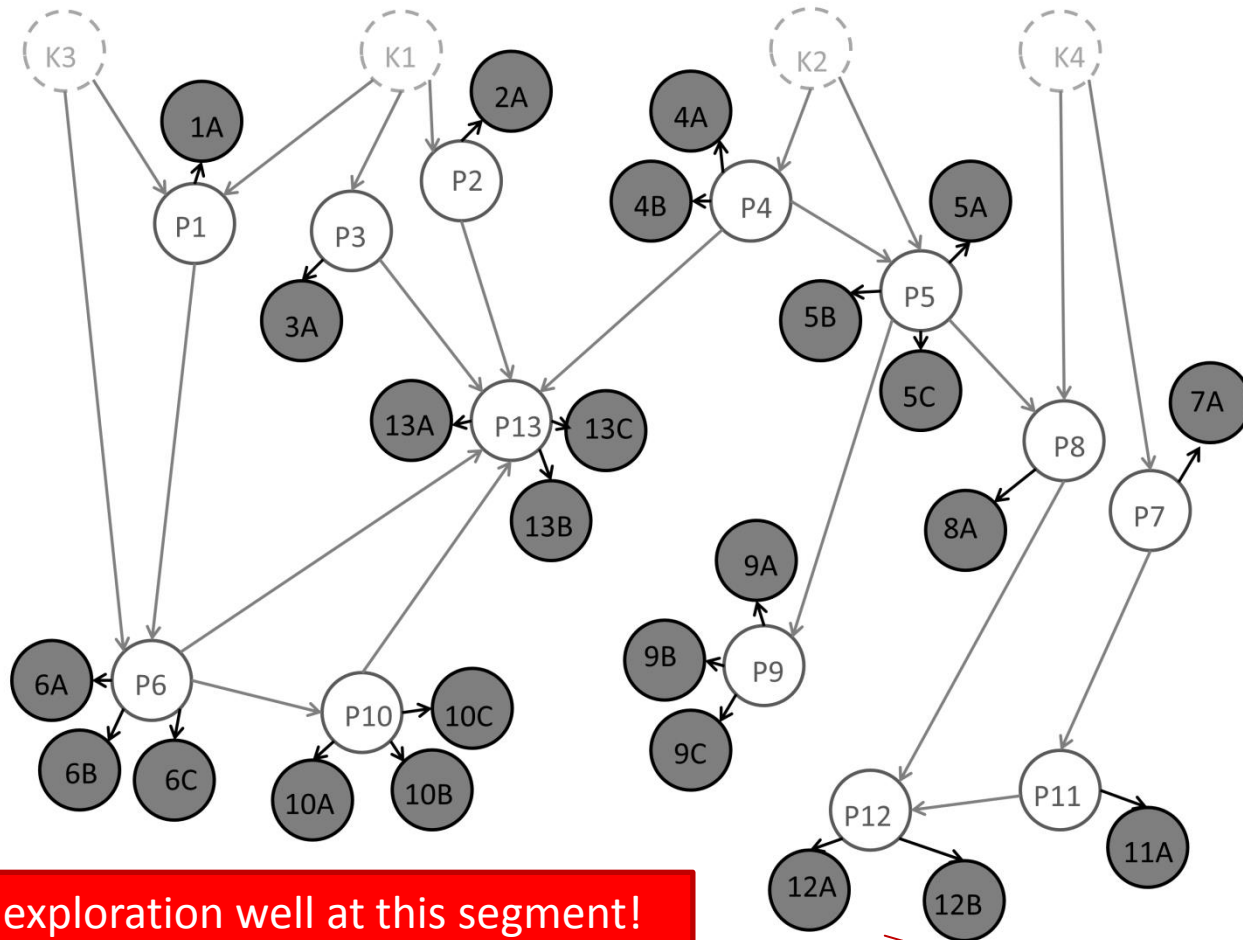 K3
K1
K2
K4
1A
2A
4A
P1
P3
P2
4B
P4
5A
3A
5B
P5
5C
13A
P13
13C
7A
P8
13B
8A
P7
9A
6A
P6
9B
P9
P10
10C
6B
6C
10A
10B
9C
P12
P11
11A
12A
12B
exploration well at this segment!